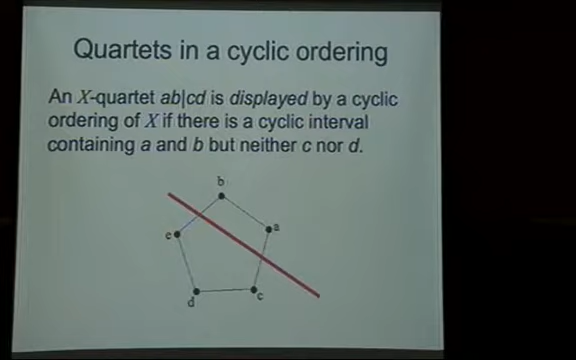 Quartets in a cyclic ordering
An X-quartet ab|cd is displayed by a cyclic
ordering of X if there is a cyclic interval
containing a and b but neither c nor d.
b
a
e
d
c